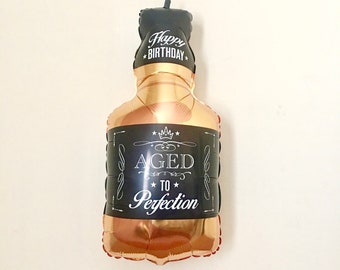 Happy
BIRTHDAY
AGED
TO
Perfection